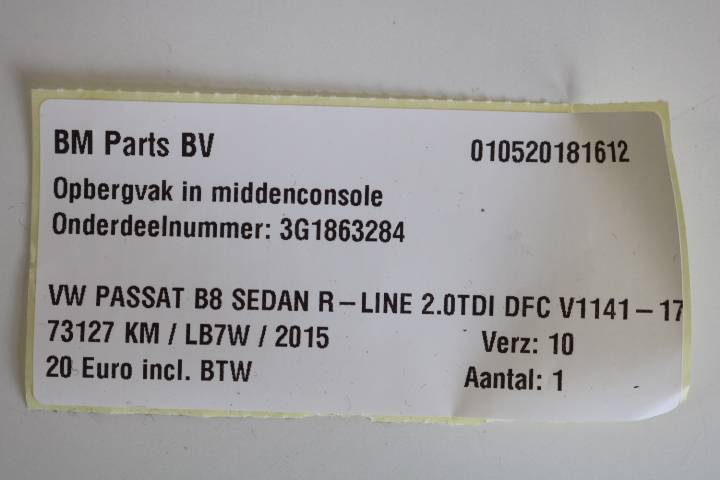 BM Parts BV 010520181612
Opbergvak in middenconsole
Onderdeelnummer: 3G1863284
VW PASSAT B8 SEDAN R-LINE 2.0TDI DFC V1141-17
73127 KM / LB7W / 2015 Verz: 10
20 Euro incl. BTW Aantal: 1